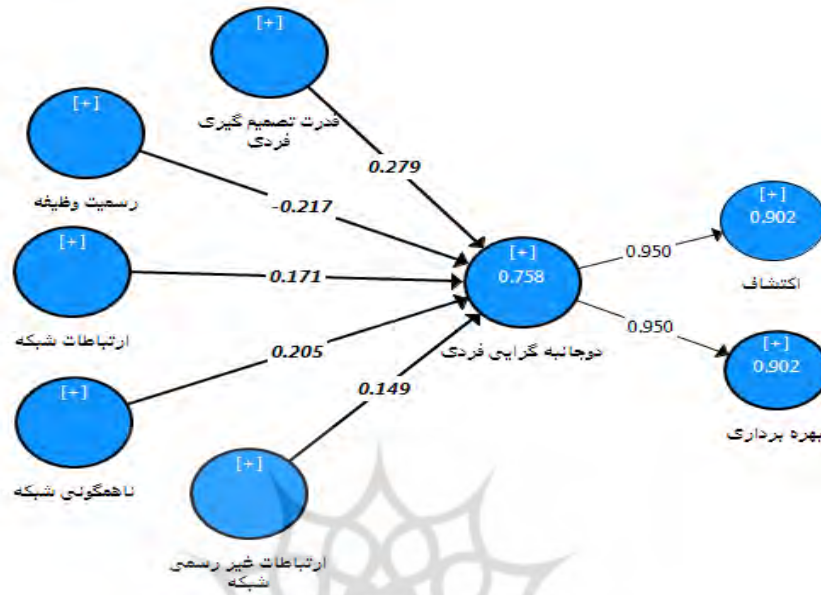 [+]
قدرت تصمیم گیری
فردی
[+]
رسمیت وظیفه
[+]
ارتباطات شبکه
[+]
ناهمگونی شبکه
[+]
ارتباطات غیر رسمی
شبکه
0.279
-0.217
0.171
0.205
0.149
[+]
0.758
دوجانبه گرایی فردی
0.950
0.950
[+]
0.902
اکتشاف
[+]
0.902
بهره برداری